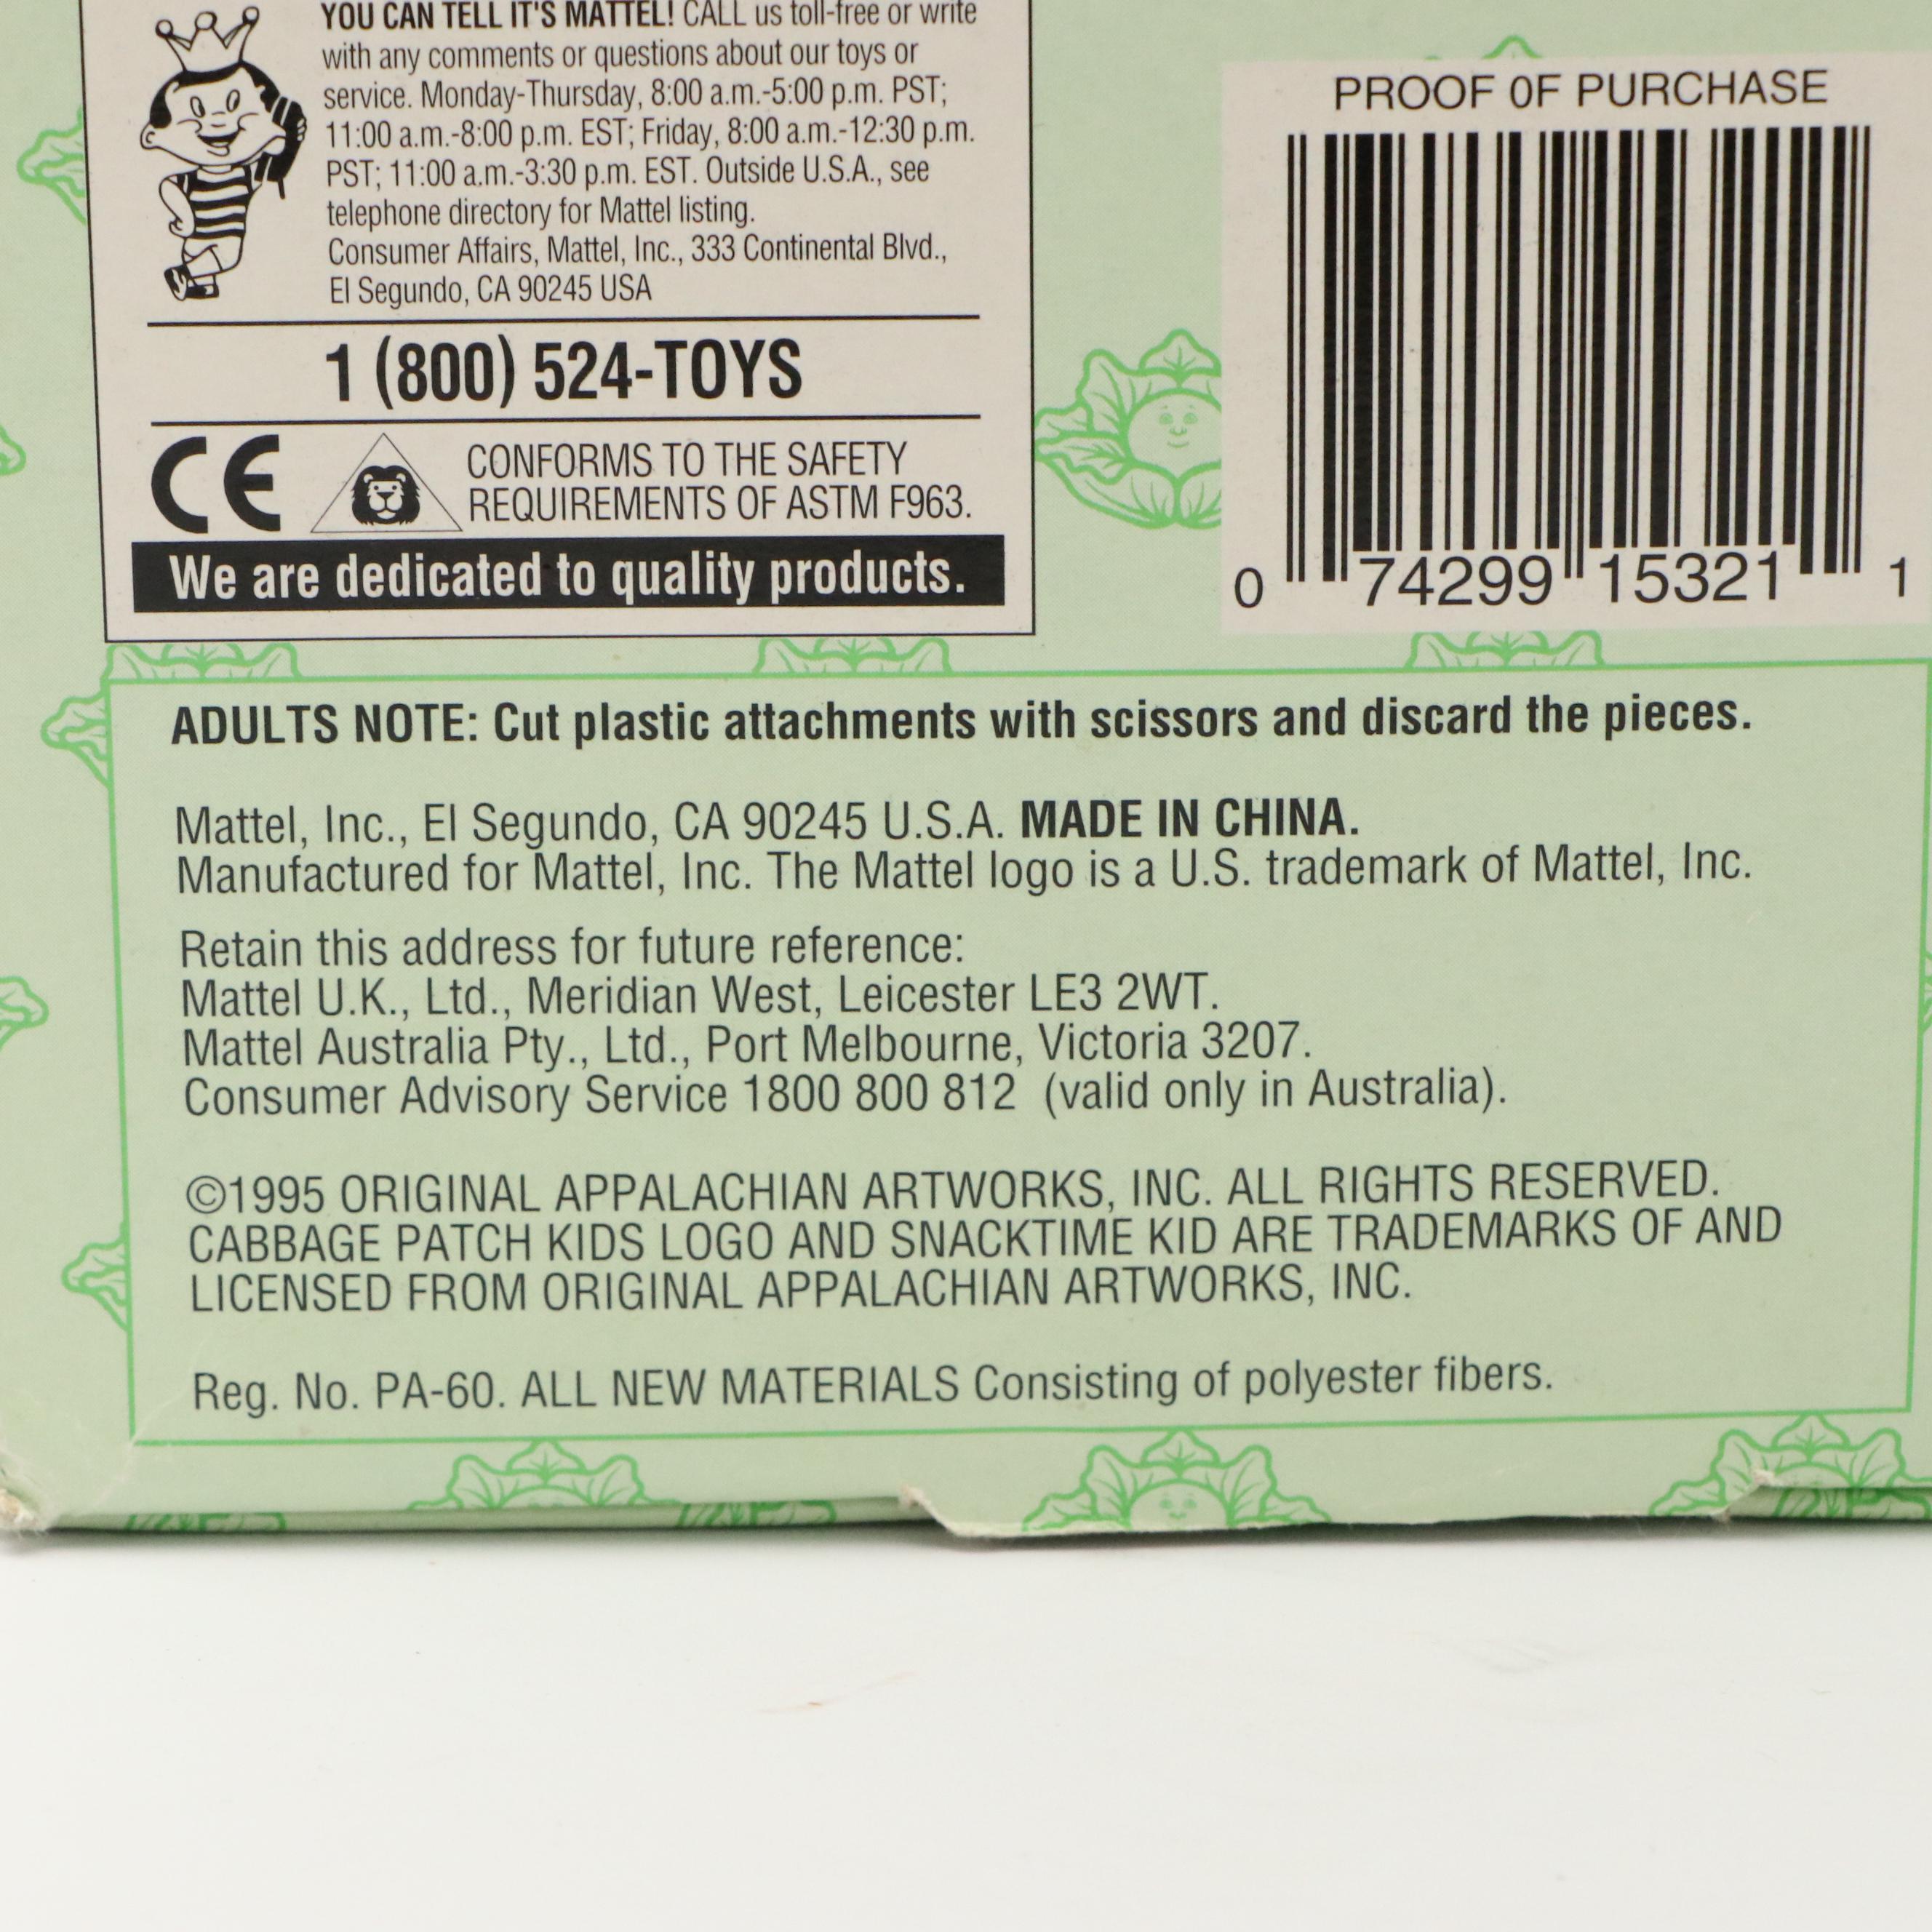 YOU CAN TELL IT'S MATTEL! CALL us toll-free or write
with any comments or questions about our toys or
service. Monday-Thursday, 8:00 a.m.-5:00 p.m. PST;
11:00 a.m.-8:00 p.m. EST; Friday, 8:00 a.m.-12:30 p.m.
PST; 11:00 a.m.-3:30 p.m. EST. Outside U.S.A., see
telephone directory for Mattel listing.
Consumer Affairs, Mattel, Inc., 333 Continental Blvd.,
El Segundo, CA 90245 USA
1 (800) 524-TOYS
CE
CONFORMS TO THE SAFETY
REQUIREMENTS OF ASTM F963.
We are dedicated to quality products.
PROOF OF PURCHASE
0 74299 15321 1
ADULTS NOTE: Cut plastic attachments with scissors and discard the pieces.
Mattel, Inc., El Segundo, CA 90245 U.S.A. MADE IN CHINA.
Manufactured for Mattel, Inc. The Mattel logo is a U.S. trademark of Mattel, Inc.
Retain this address for future reference:
Mattel U.K., Ltd., Meridian West, Leicester LE3 2WT.
Mattel Australia Pty., Ltd., Port Melbourne, Victoria 3207.
Consumer Advisory Service 1800 800 812 (valid only in Australia).
©1995 ORIGINAL APPALACHIAN ARTWORKS, INC. ALL RIGHTS RESERVED.
CABBAGE PATCH KIDS LOGO AND SNACKTIME KID ARE TRADEMARKS OF AND
LICENSED FROM ORIGINAL APPALACHIAN ARTWORKS, INC.
Reg. No. PA-60. ALL NEW MATERIALS Consisting of polyester fibers.